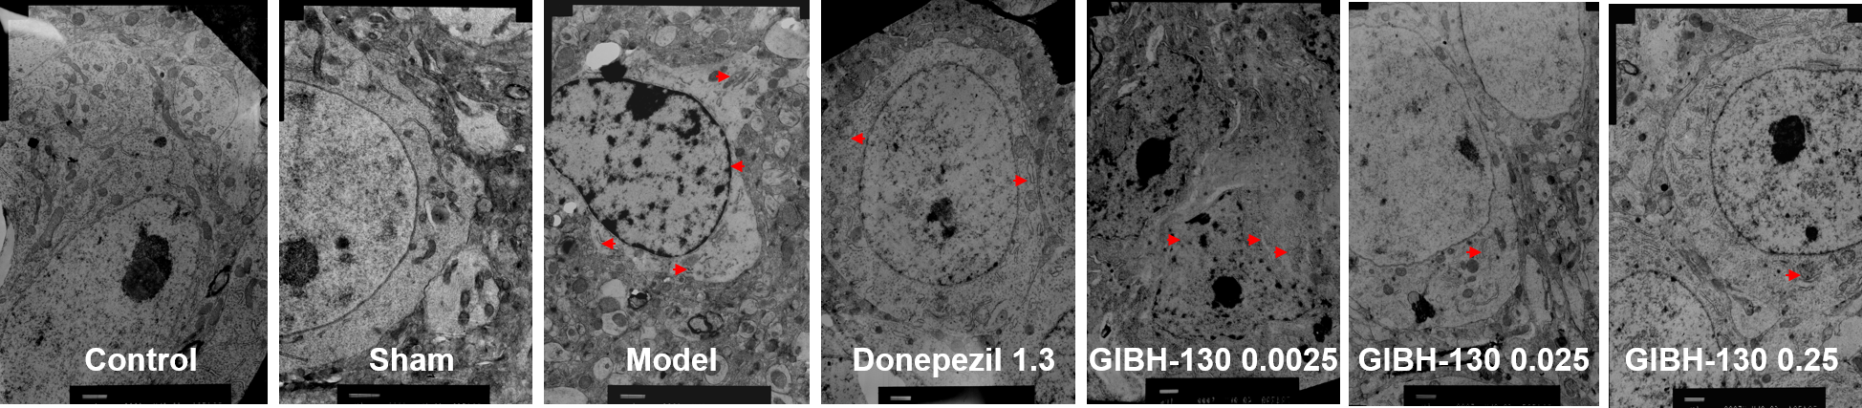 Control
Sham
Model
Donepezil 1.3
GIBH-130 0.0025
GIBH-130 0.025
GIBH-130 0.25